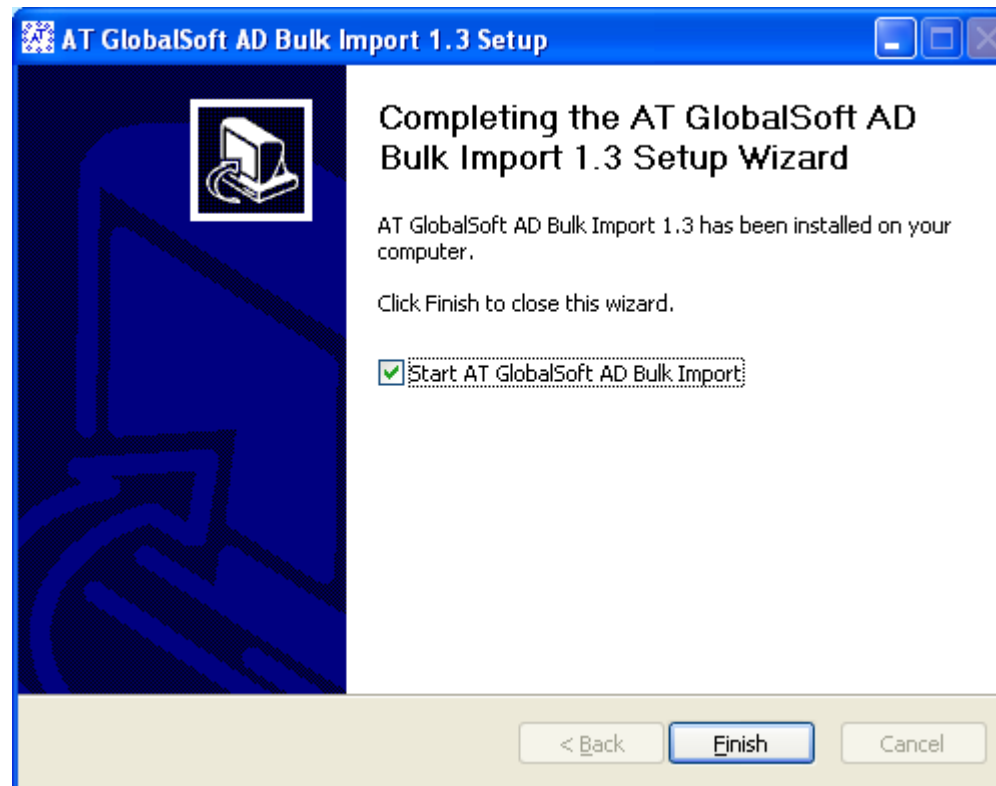 AT GlobalSoft AD Bulk Import 1.3 Setup
Completing the AT GlobalSoft AD
Bulk Import 1.3 Setup Wizard
AT GlobalSoft AD Bulk Import 1.3 has been installed on your
computer.
Click Finish to close this wizard.
Start AT GlobalSoft AD Bulk Import
< Back Finish Cancel